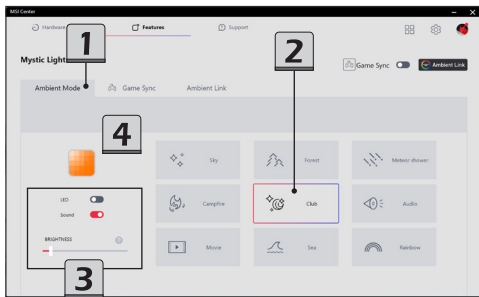 MSI Center
Hardware
Features
Support
1
2
Mystic Light
Game Sync
Ambient Link
Ambient Mode
Game Sync
Ambient Link
4
Sky
Forest
Meteor shower
LED
Sound
Campfire
Club
Audio
BRIGHTNESS
?
Movie
Sea
Rainbow
3